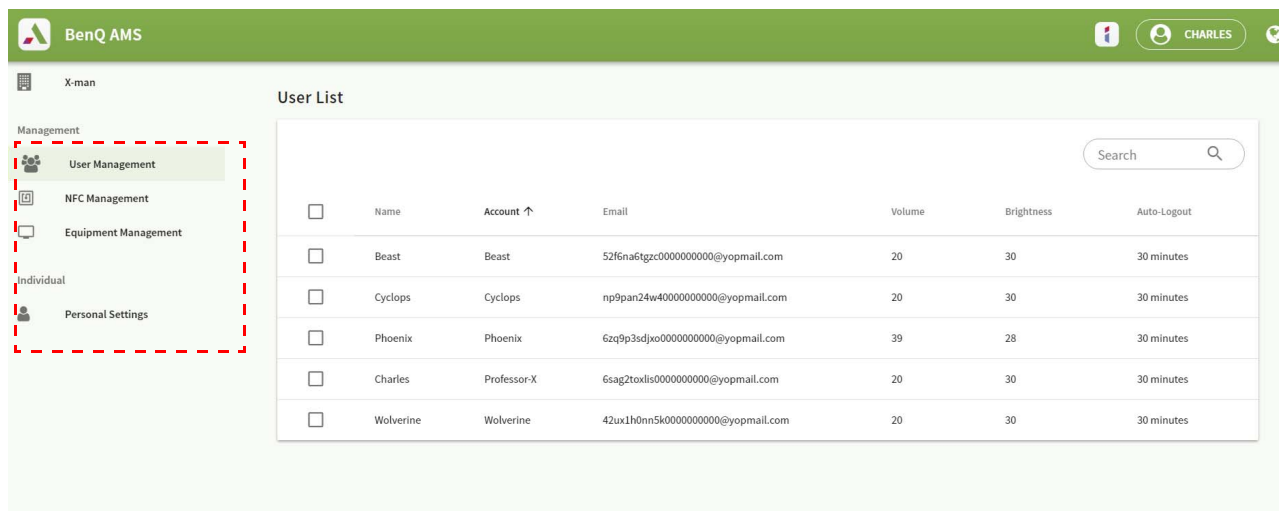 BenQ AMS
CHARLES
X-man
Management
User Management
NFC Management
Equipment Management
Individual
Personal Settings
User List
Search
Name Account ↑ Email Volume Brightness Auto-Logout
Beast Beast 52f6na6tgzc0000000000@yopmail.com 20 30 30 minutes
Cyclops Cyclops np9pan24w40000000000@yopmail.com 20 30 30 minutes
Phoenix Phoenix 6zq9p3sdjxo0000000000@yopmail.com 39 28 30 minutes
Charles Professor-X 6sag2toxlis0000000000@yopmail.com 20 30 30 minutes
Wolverine Wolverine 42ux1h0nn5k0000000000@yopmail.com 20 30 30 minutes